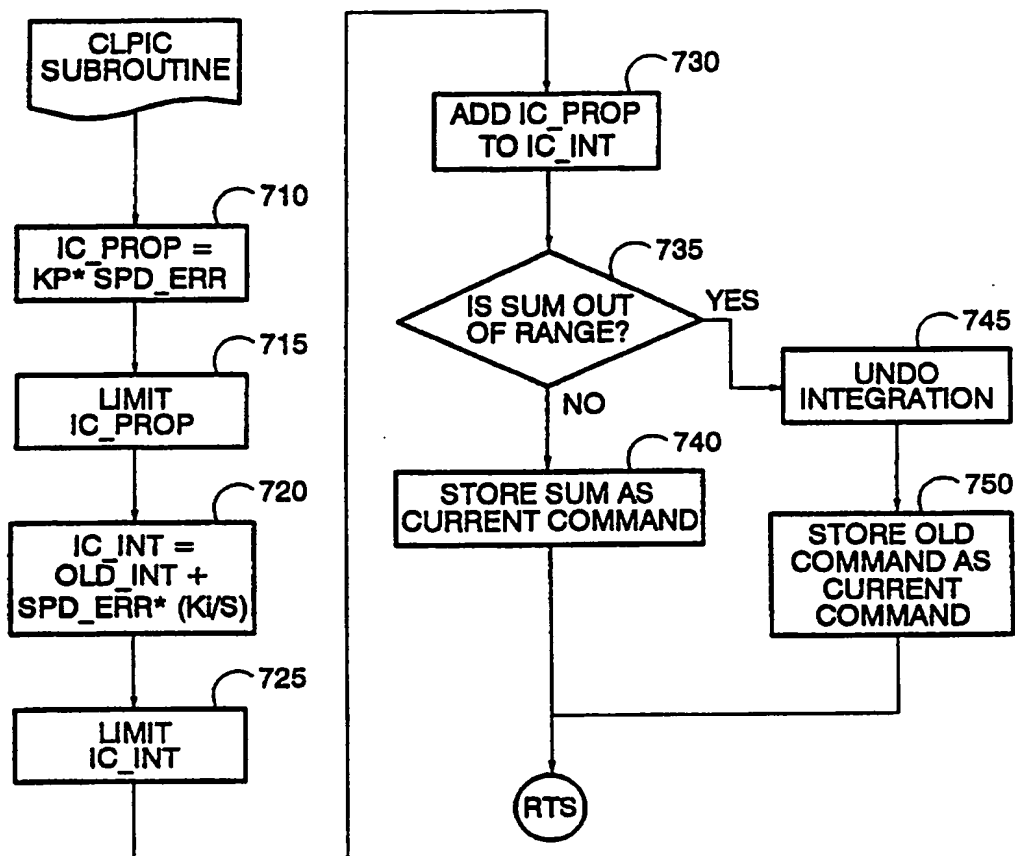 CLPIC
SUBROUTINE
710
IC_PROP =
KP* SPD_ERR
715
LIMIT
IC_PROP
720
IC_INT =
OLD_INT +
SPD_ERR* (Ki/S)
725
LIMIT
IC_INT
730
ADD IC_PROP
TO IC_INT
735
IS SUM OUT
OF RANGE?
YES
NO
740
STORE SUM AS
CURRENT COMMAND
745
UNDO
INTEGRATION
750
STORE OLD
COMMAND AS
CURRENT
COMMAND
RTS